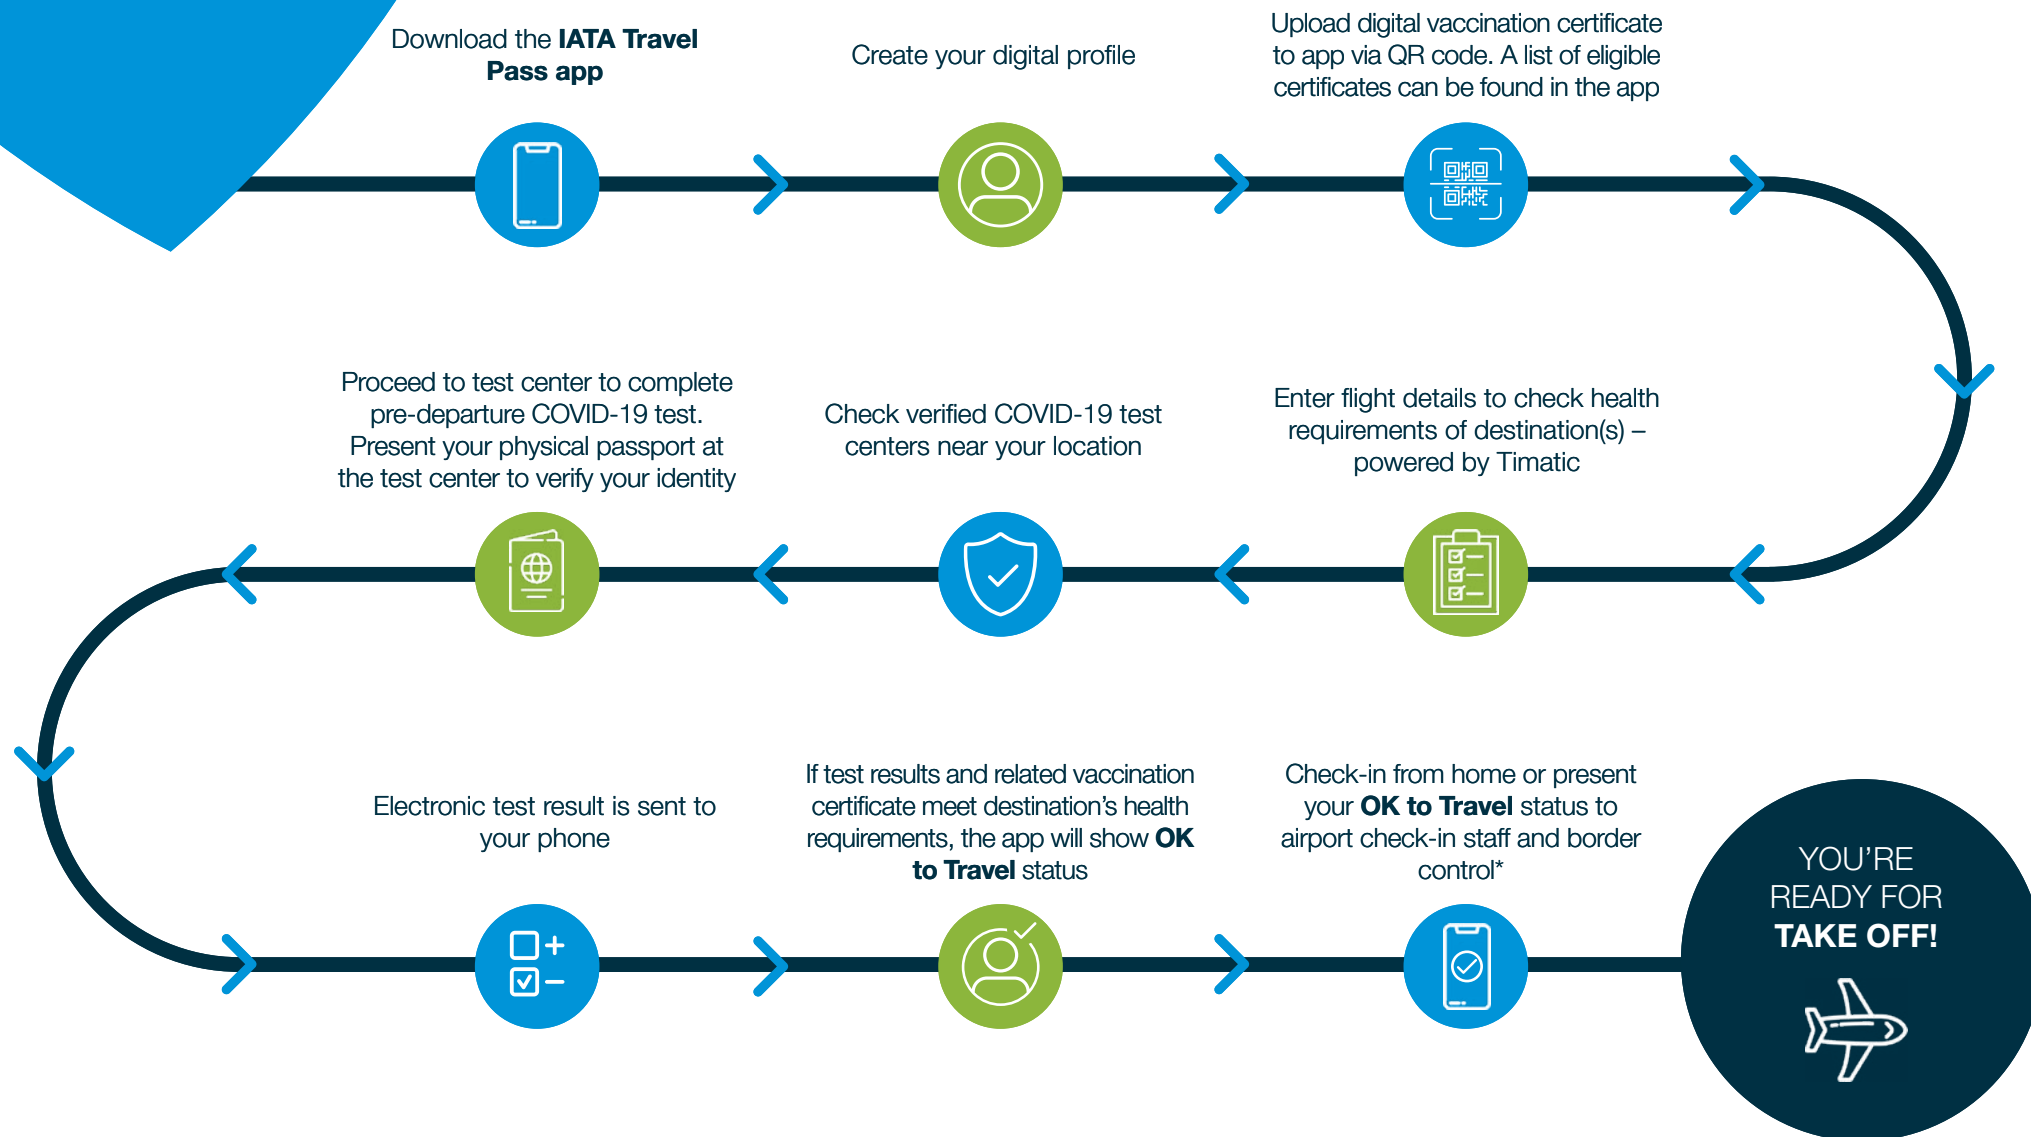 Download the IATA Travel
Pass app
Create your digital profile
Upload digital vaccination certificate
to app via QR code. A list of eligible
certificates can be found in the app
Enter flight details to check health
requirements of destination(s) –
powered by Timatic
Check verified COVID-19 test
centers near your location
Proceed to test center to complete
pre-departure COVID-19 test.
Present your physical passport at
the test center to verify your identity
Electronic test result is sent to
your phone
If test results and related vaccination
certificate meet destination’s health
requirements, the app will show OK
to Travel status
Check-in from home or present
your OK to Travel status to
airport check-in staff and border
control*
YOU’RE
READY FOR
TAKE OFF!